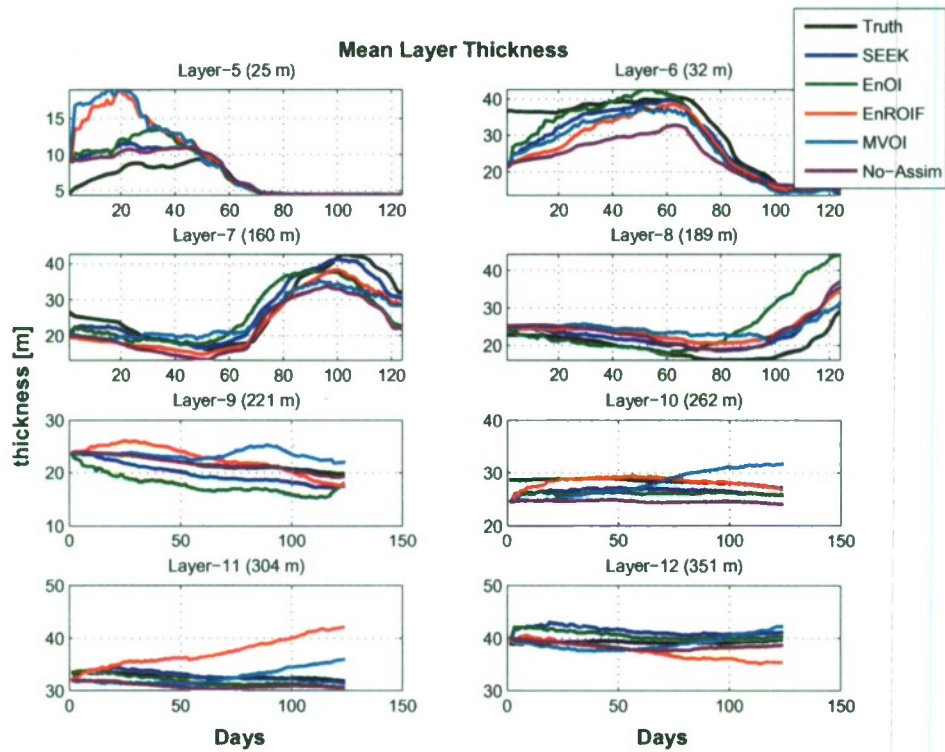 Mean Layer Thickness
Truth
SEEK
EnOI
EnROIF
MVOI
No-Assim
Layer-5 (25 m)
15
10
5
20 40 60 80 100 120
Layer-6 (32 m)
40
30
20
20 40 60 80 100 120
Layer-7 (160 m)
40
30
20
20 40 60 80 100 120
Layer-8 (189 m)
40
30
20
20 40 60 80 100 120
thickness [m]
Layer-9 (221 m)
30
20
10
0 50 100 150
Layer-10 (262 m)
40
30
20
0 50 100 150
Layer-11 (304 m)
50
40
30
0 50 100 150
Days
Layer-12 (351 m)
50
40
30
0 50 100 150
Days